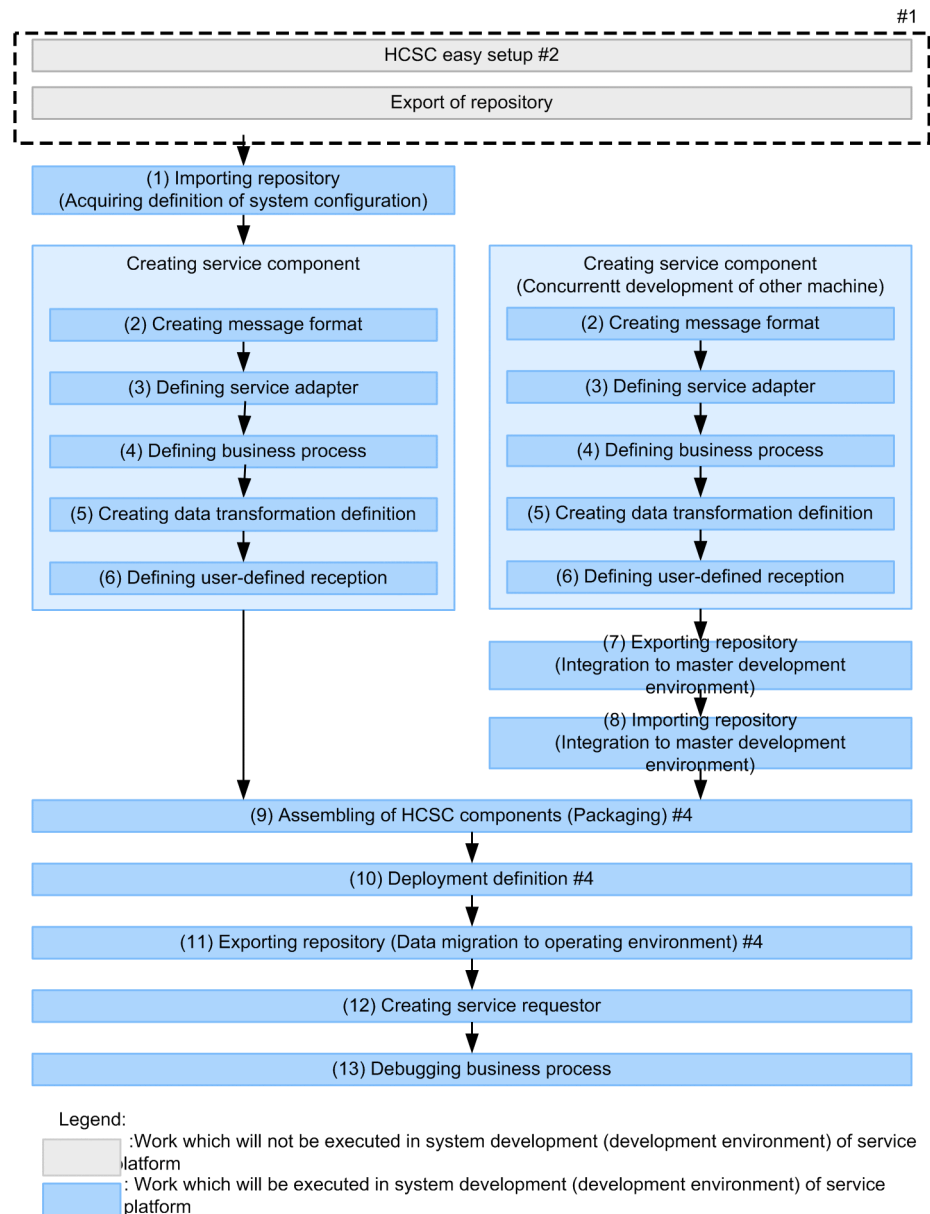 #1
HCSC easy setup #2
Export of repository
(1) Importing repository
(Acquiring definition of system configuration)
Creating service component
(2) Creating message format
(3) Defining service adapter
(4) Defining business process
(5) Creating data transformation definition
(6) Defining user-defined reception
Creating service component
(Concurrentt development of other machine)
(2) Creating message format
(3) Defining service adapter
(4) Defining business process
(5) Creating data transformation definition
(6) Defining user-defined reception
(7) Exporting repository
(Integration to master development
environment)
(8) Importing repository
(Integration to master development
environment)
(9) Assembling of HCSC components (Packaging) #4
(10) Deployment definition #4
(11) Exporting repository (Data migration to operating environment) #4
(12) Creating service requestor
(13) Debugging business process
Legend:
:Work which will not be executed in system development (development environment) of service
platform
: Work which will be executed in system development (development environment) of service
platform